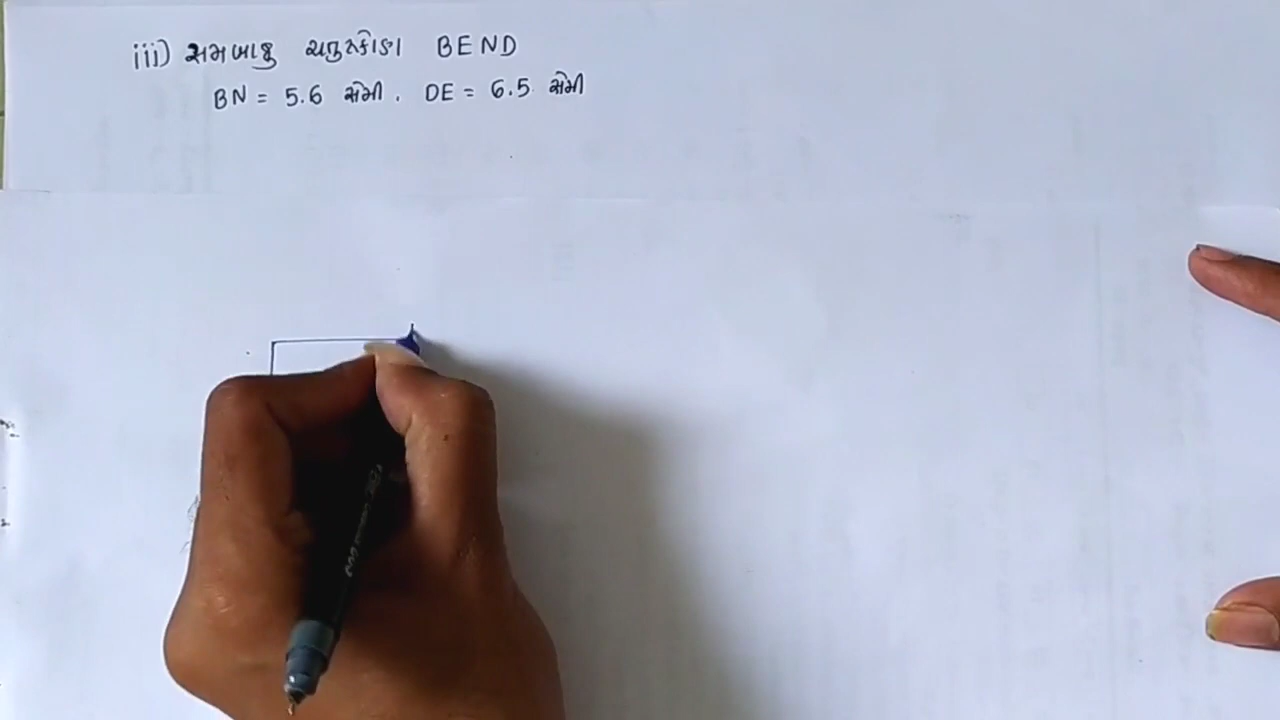 iii) સમબાજુ ચતુષ્કોણ BEND
BN = 5.6 સેમી. DE = 6.5 સેમી